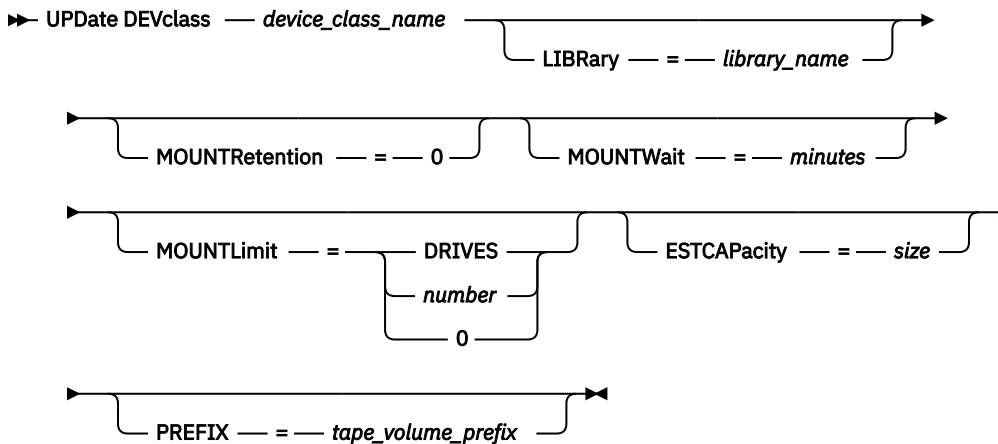 UPDate DEVclass device_class_name
LIBRary = library_name
MOUNTRetention = 0 MOUNTWait = minutes
MOUNTLimit = DRIVES ESTCAPacity = size
number
0
PREFIX = tape_volume_prefix